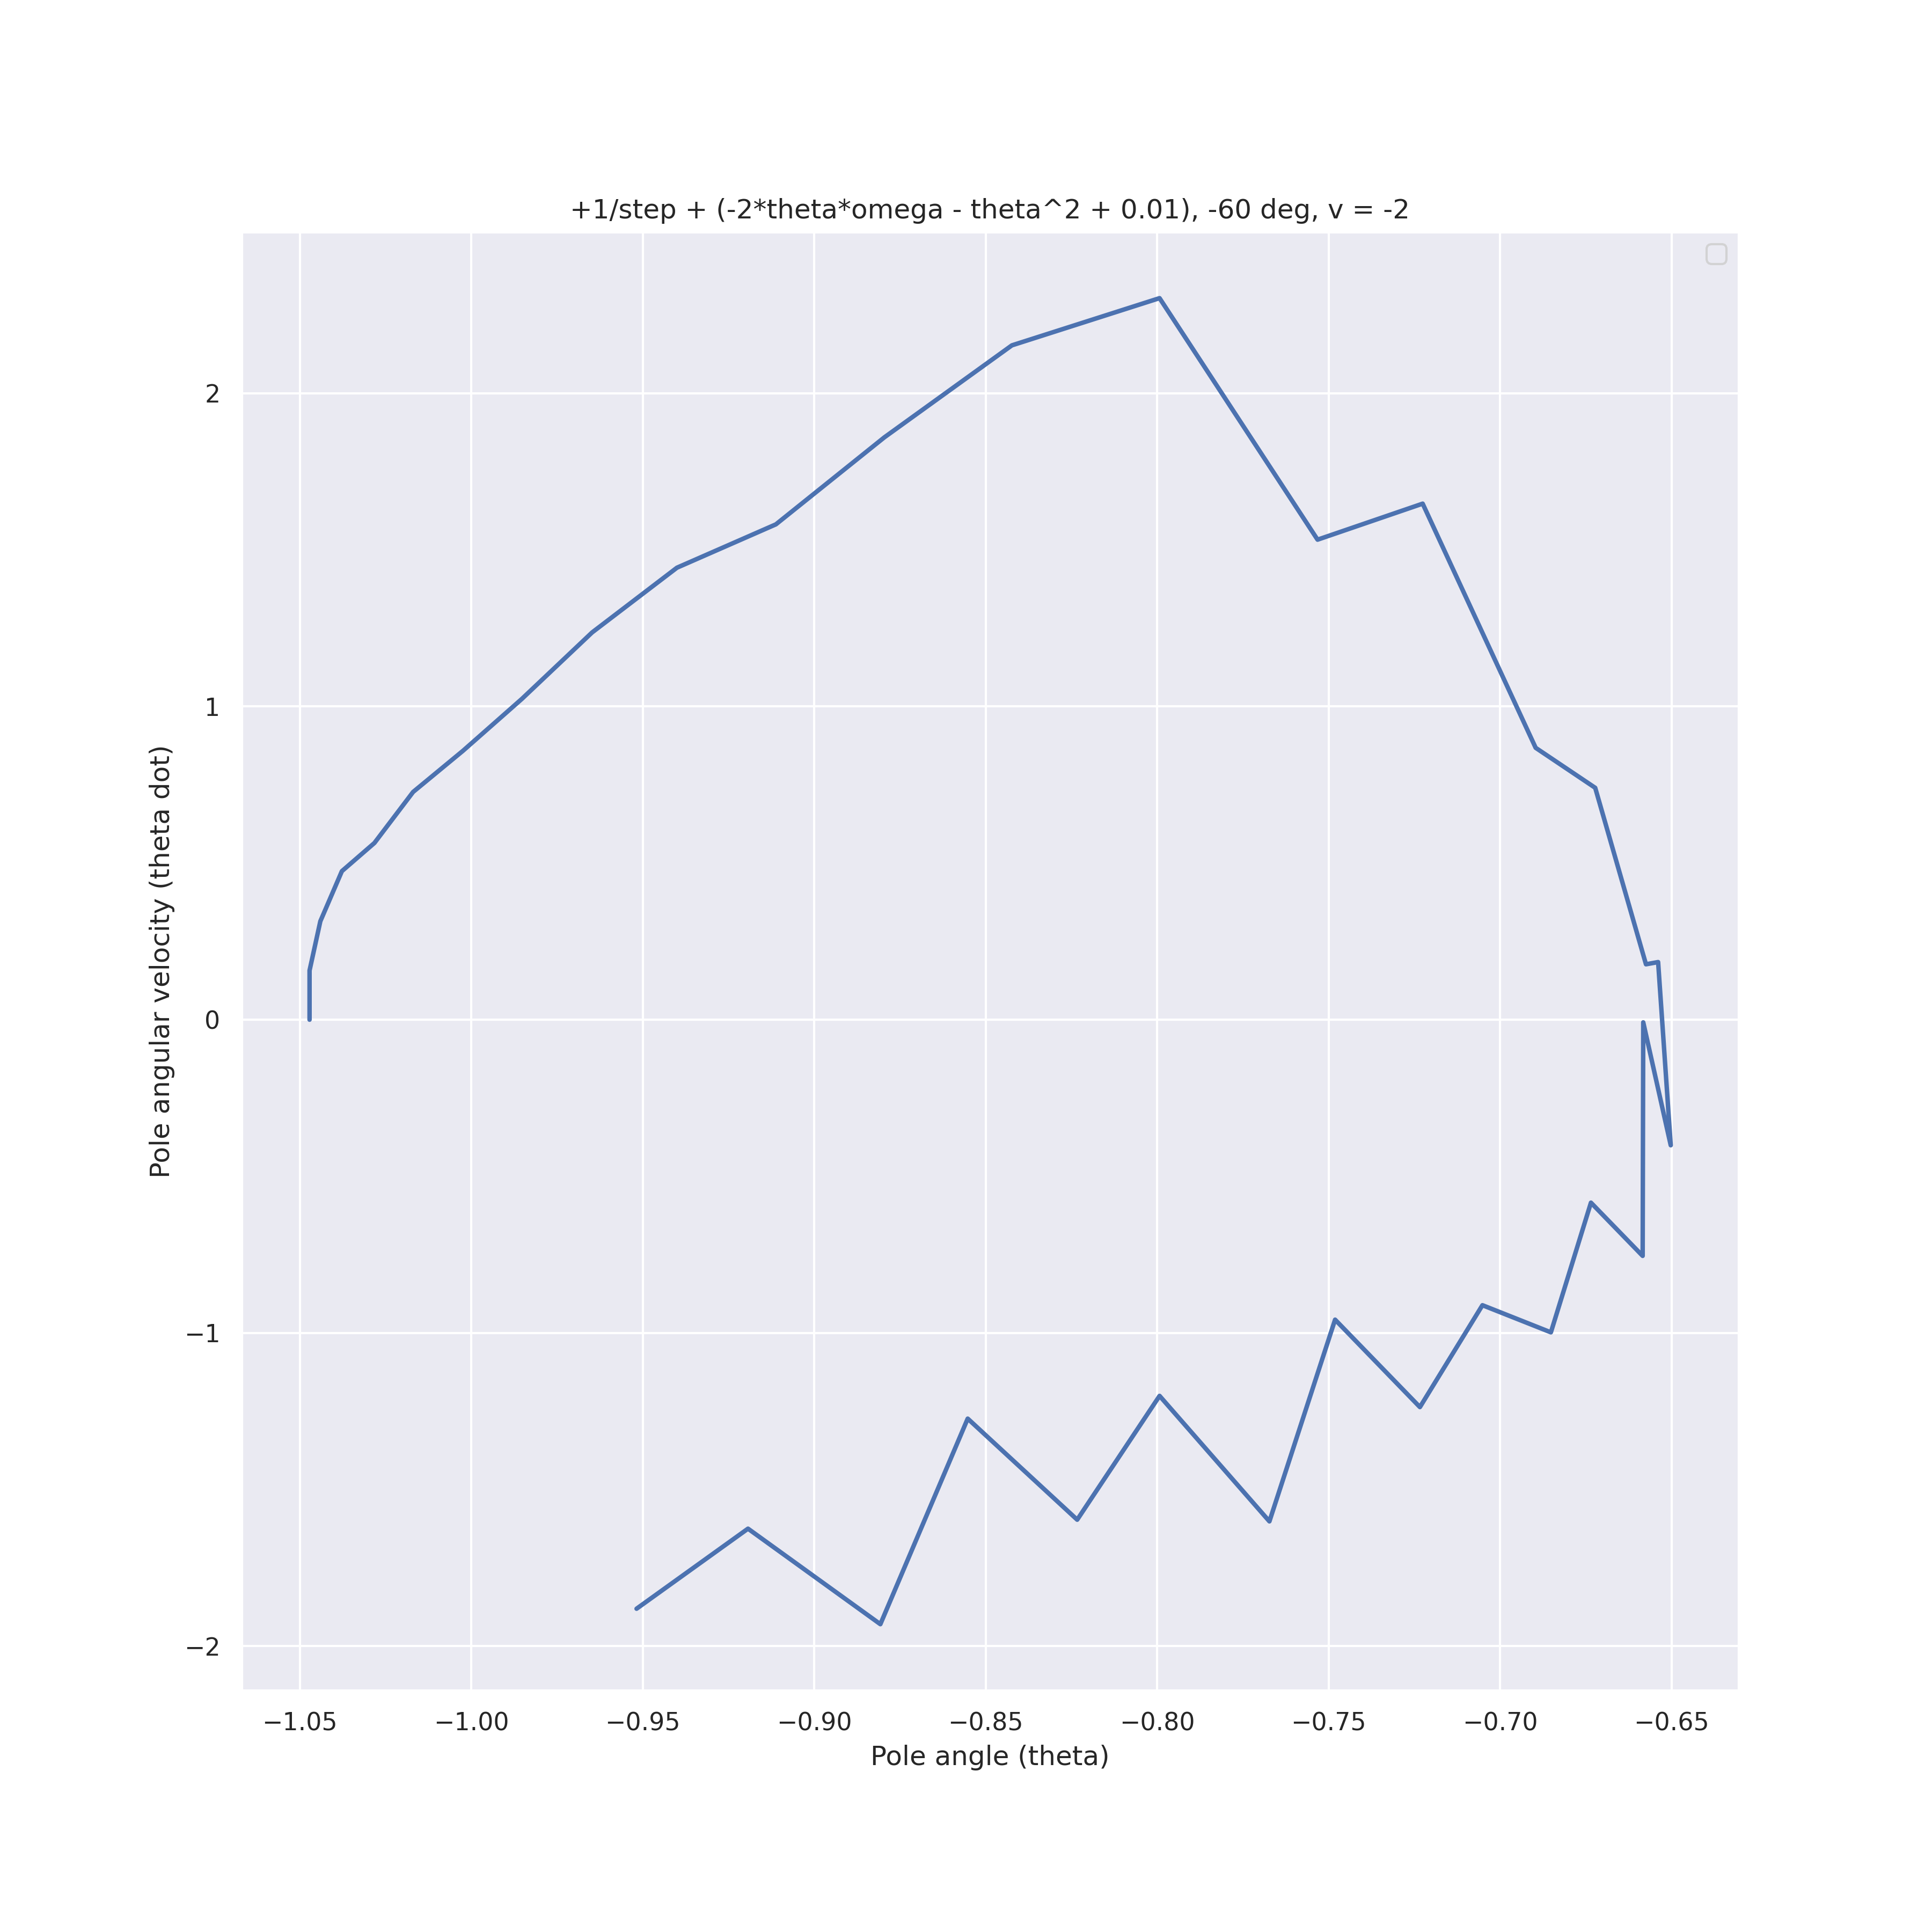 +1/step + (-2*theta*omega - theta^2 + 0.01), -60 deg, v = -2
Pole angular velocity (theta dot)
2
1
0
−1
−2
−1.05 −1.00 −0.95 −0.90 −0.85 −0.80 −0.75 −0.70 −0.65
Pole angle (theta)